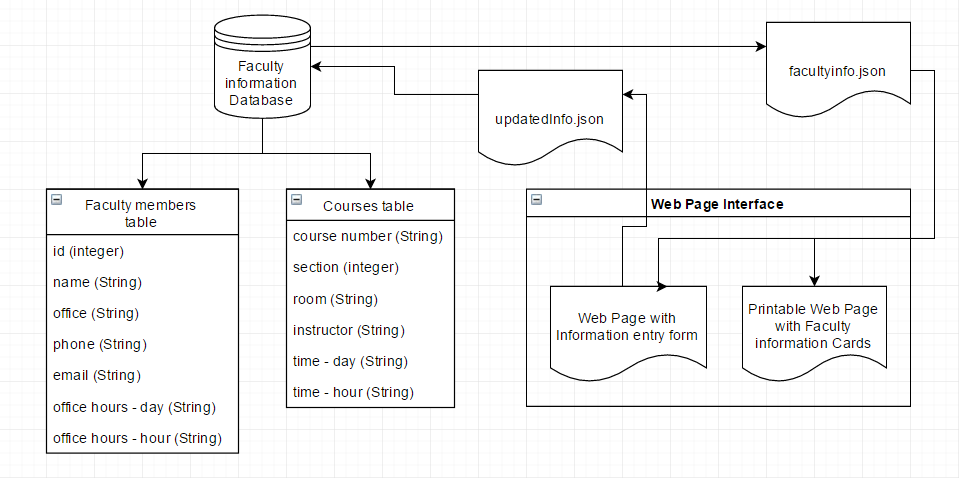 Faculty
information
Database
facultyinfo.json
updatedInfo.json
Faculty members
table
id (integer)
name (String)
office (String)
phone (String)
email (String)
office hours - day (String)
office hours - hour (String)
Courses table
course number (String)
section (integer)
room (String)
instructor (String)
time - day (String)
time - hour (String)
Web Page Interface
Web Page with
Information entry form
Printable Web Page
with Faculty
information Cards